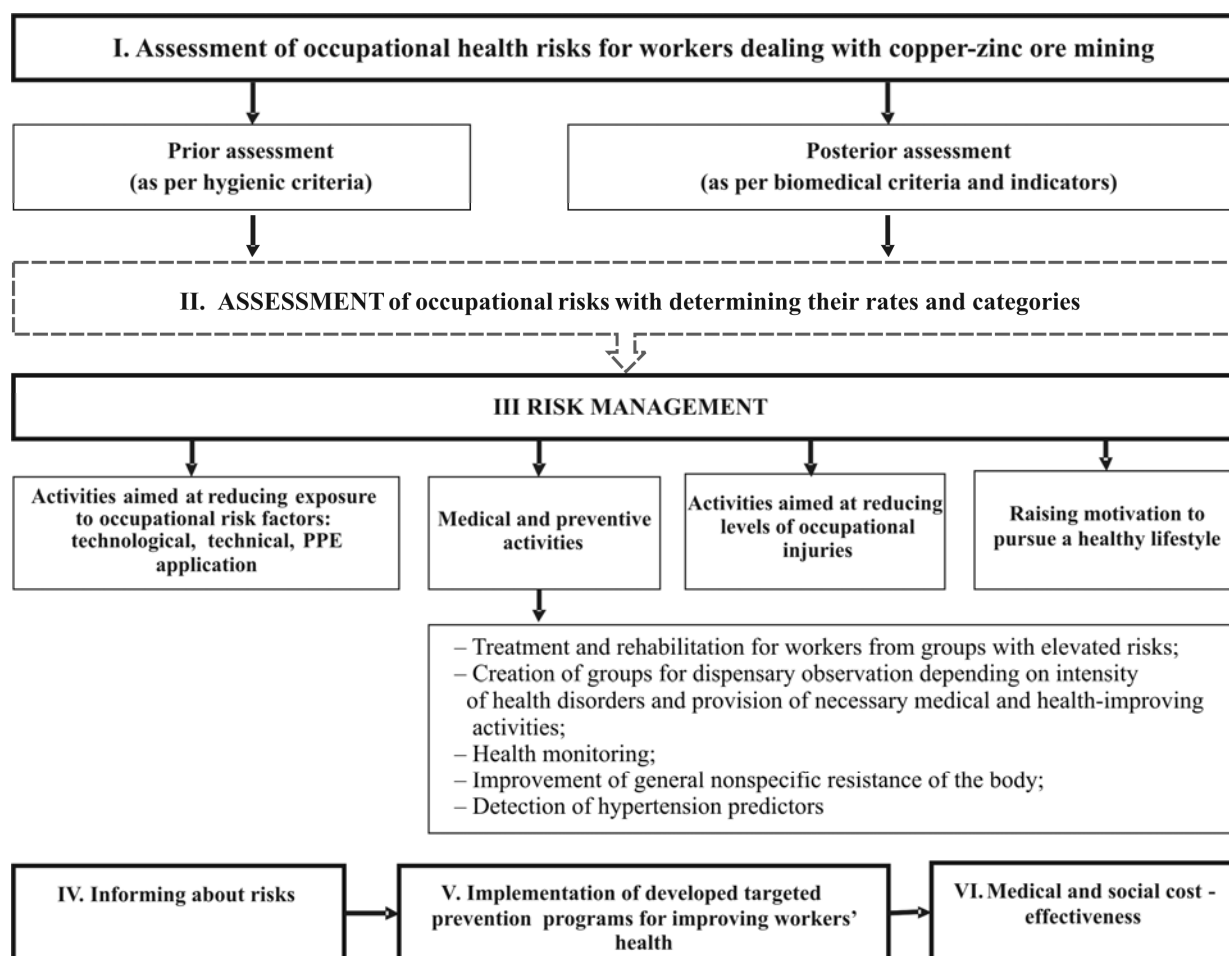 I. Assessment of occupational health risks for workers dealing with copper-zinc ore mining
Prior assessment
(as per hygienic criteria)
Posterior assessment
(as per biomedical criteria and indicators)
II. ASSESSMENT of occupational risks with determining their rates and categories
III RISK MANAGEMENT
Activities aimed at reducing exposure
to occupational risk factors:
technological, technical, PPE
application
Medical and preventive
activities
Activities aimed at reducing
levels of occupational
injuries
Raising motivation to
pursue a healthy lifestyle
– Treatment and rehabilitation for workers from groups with elevated risks;
– Creation of groups for dispensary observation depending on intensity
of health disorders and provision of necessary medical and health-improving
activities;
– Health monitoring;
– Improvement of general nonspecific resistance of the body;
– Detection of hypertension predictors
IV. Informing about risks
V. Implementation of developed targeted
prevention programs for improving workers’
health
VI. Medical and social cost -
effectiveness